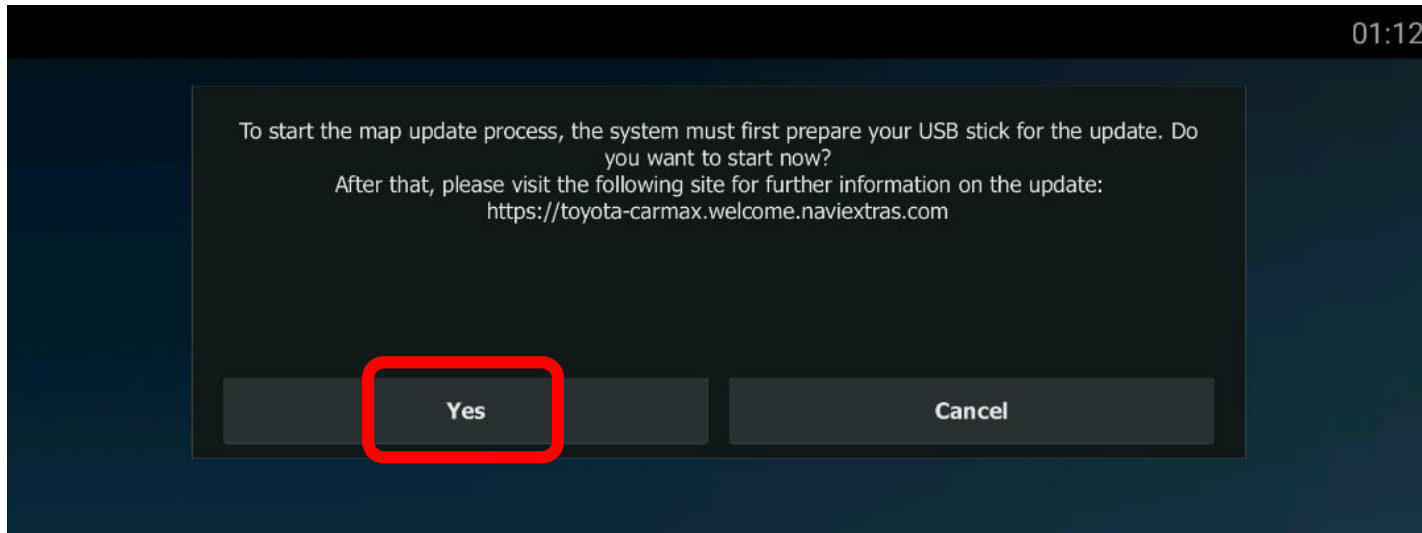 01:12
To start the map update process, the system must first prepare your USB stick for the update. Do
you want to start now?
After that, please visit the following site for further information on the update:
https://toyota-carmax.welcome.naviextras.com
Yes
Cancel